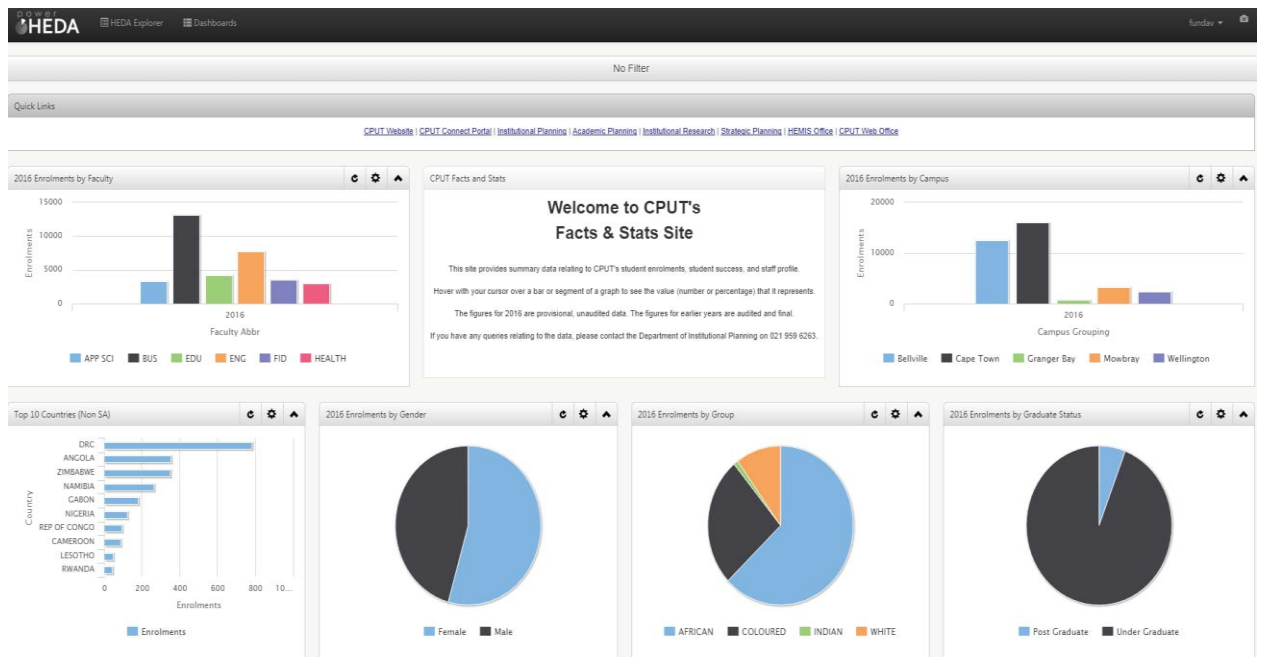 power
HEDA
HEDA Explorer
Dashboards
fundav
No Filter
Quick Links
CPUT Website | CPUT Connect Portal | Institutional Planning | Academic Planning | Institutional Research | Strategic Planning | HEMIS Office | CPUT Web Office
2016 Enrolments by Faculty
15000
10000
5000
0
Enrolments
2016
Faculty Abbr
APP SCI BUS EDU ENG FID HEALTH
CPUT Facts and Stats
Welcome to CPUT's
Facts & Stats Site
This site provides summary data relating to CPUT's student enrolments, student success, and staff profile.
Hover with your cursor over a bar or segment of a graph to see the value (number or percentage) that it represents.
The figures for 2016 are provisional, unaudited data. The figures for earlier years are audited and final.
If you have any queries relating to the data, please contact the Department of Institutional Planning on 021 959 6263.
2016 Enrolments by Campus
20000
10000
0
Enrolments
2016
Campus Grouping
Bellville Cape Town Granger Bay Mowbray Wellington
Top 10 Countries (Non SA)
Country
DRC
ANGOLA
ZIMBABWE
NAMIBIA
GABON
NIGERIA
REP OF CONGO
CAMEROON
LESOTHO
RWANDA
0 200 400 600 800 10...
Enrolments
Enrolments
2016 Enrolments by Gender
Female Male
2016 Enrolments by Group
AFRICAN COLOURED INDIAN WHITE
2016 Enrolments by Graduate Status
Post Graduate Under Graduate